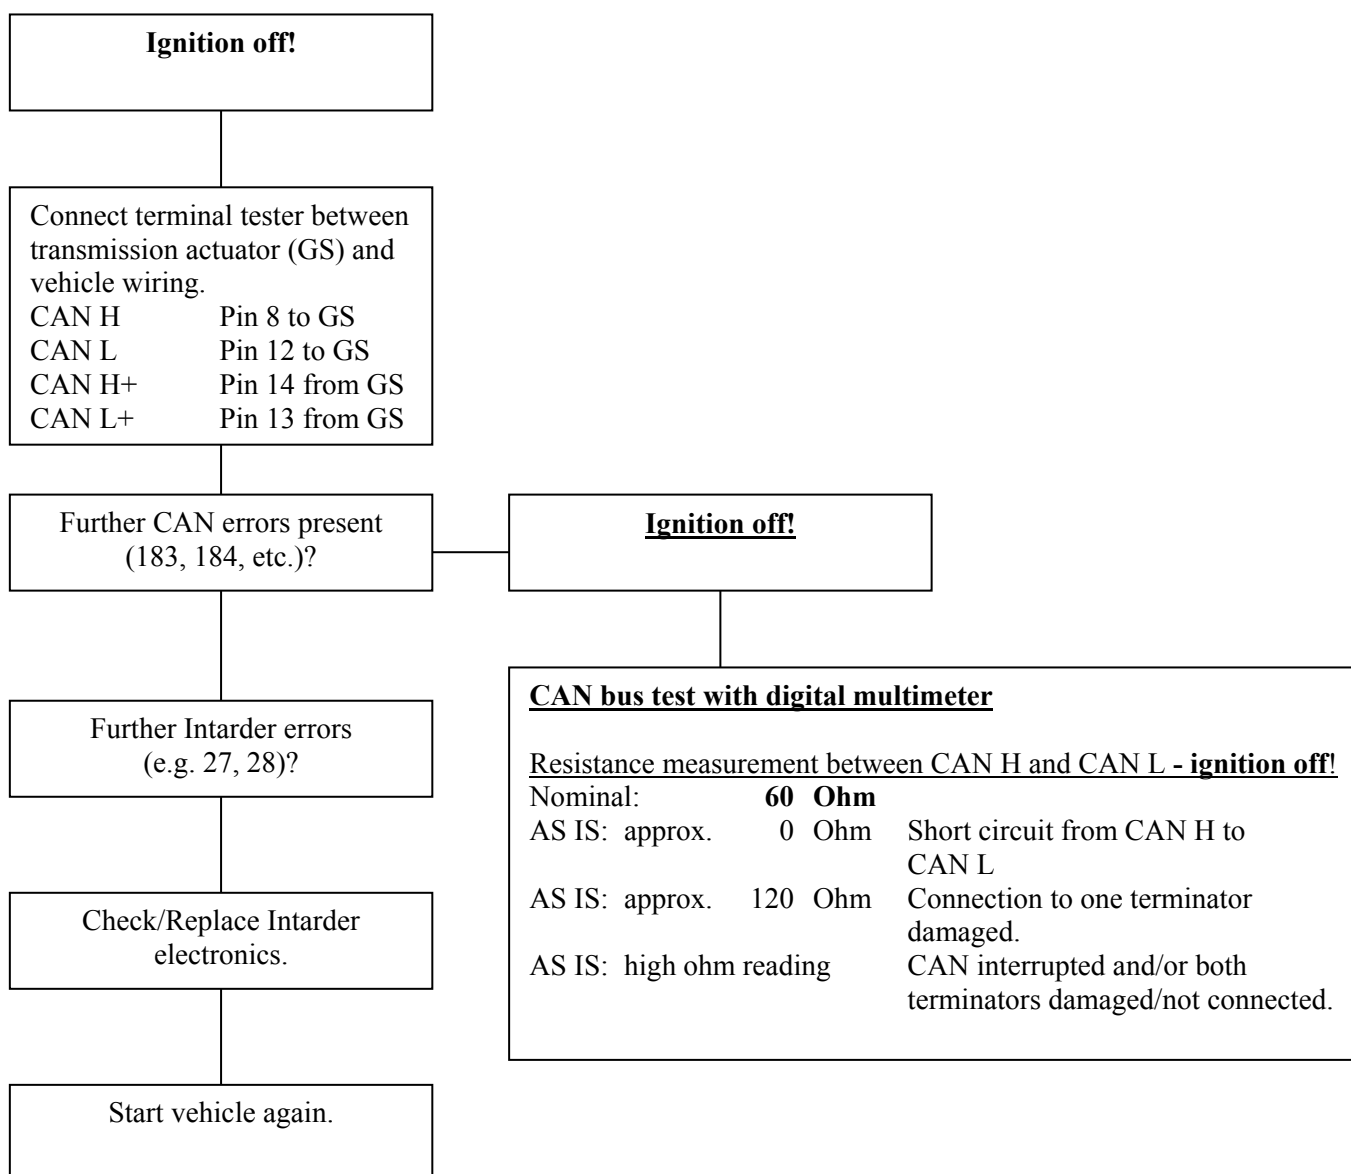 Ignition off!
Connect terminal tester between
transmission actuator (GS) and
vehicle wiring.
CAN H Pin 8 to GS
CAN L Pin 12 to GS
CAN H+ Pin 14 from GS
CAN L+ Pin 13 from GS
Further CAN errors present
(183, 184, etc.)?
Ignition off!
Further Intarder errors
(e.g. 27, 28)?
CAN bus test with digital multimeter
Resistance measurement between CAN H and CAN L - ignition off!
Nominal: 60 Ohm
AS IS: approx. 0 Ohm Short circuit from CAN H to
CAN L
AS IS: approx. 120 Ohm Connection to one terminator
damaged.
AS IS: high ohm reading CAN interrupted and/or both
terminators damaged/not connected.
Check/Replace Intarder
electronics.
Start vehicle again.